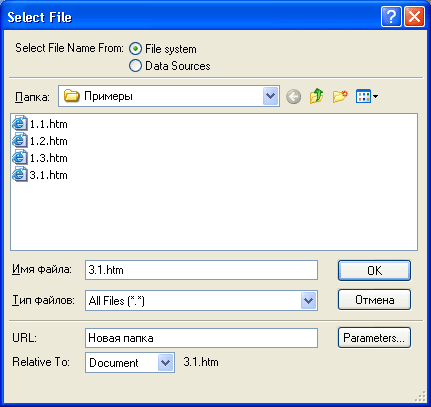 Select File
Select File Name From: File system
Data Sources
Папка: Примеры
1.1.htm
1.2.htm
1.3.htm
3.1.htm
Имя файла: 3.1.htm OK
Тип файлов: All Files (*.*) Отмена
URL: Новая папка Parameters...
Relative To: Document 3.1.htm